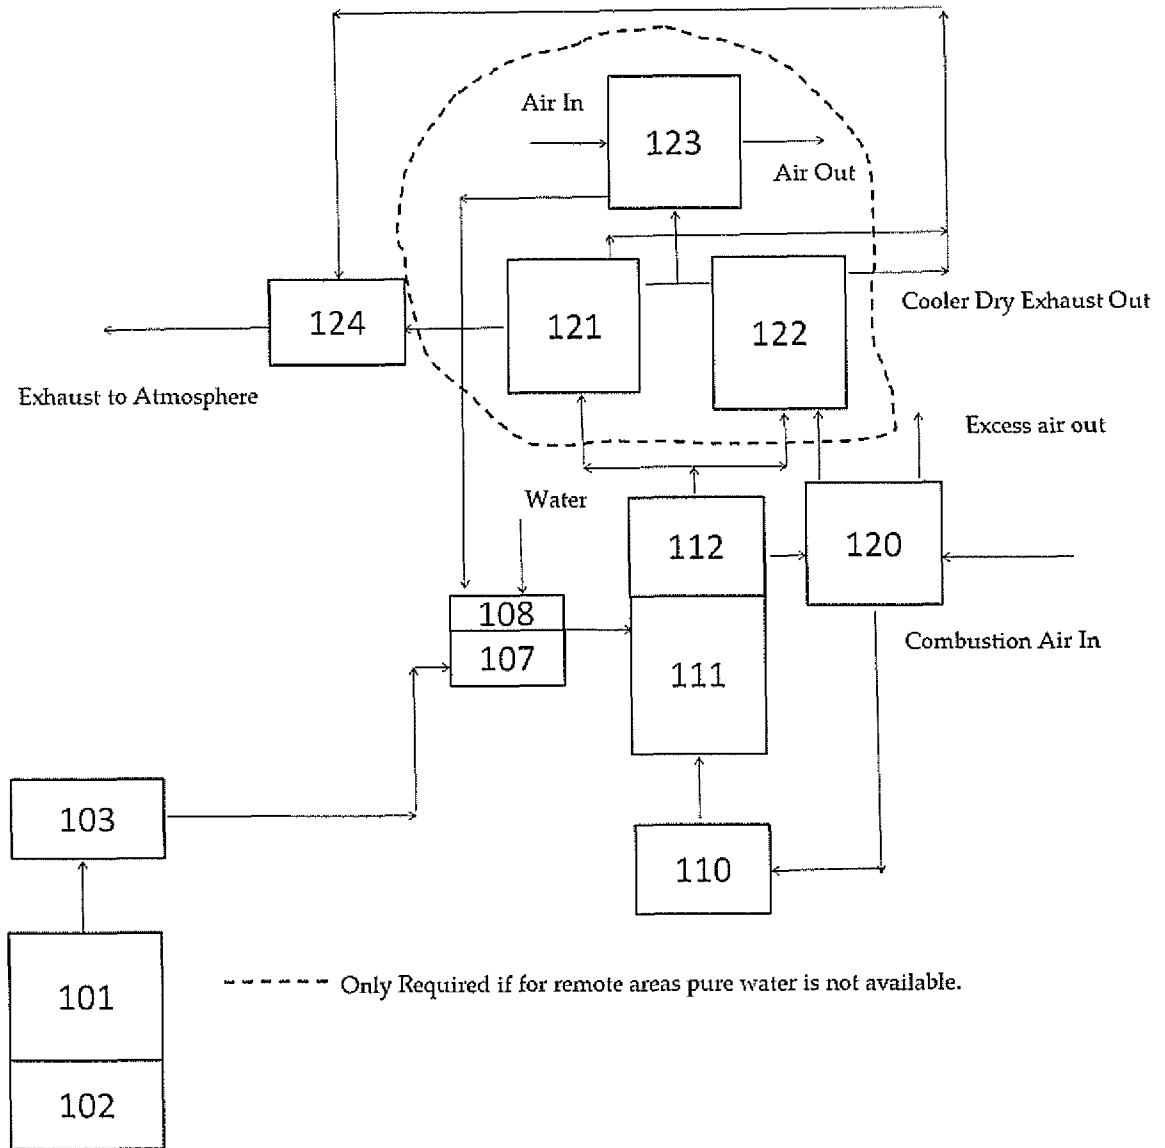 Air In
123
Air Out
121
122
124
Cooler Dry Exhaust Out
Exhaust to Atmosphere
Excess air out
Water
112
120
108
107
111
Combustion Air In
103
110
101
Only Required if for remote areas pure water is not available.
102